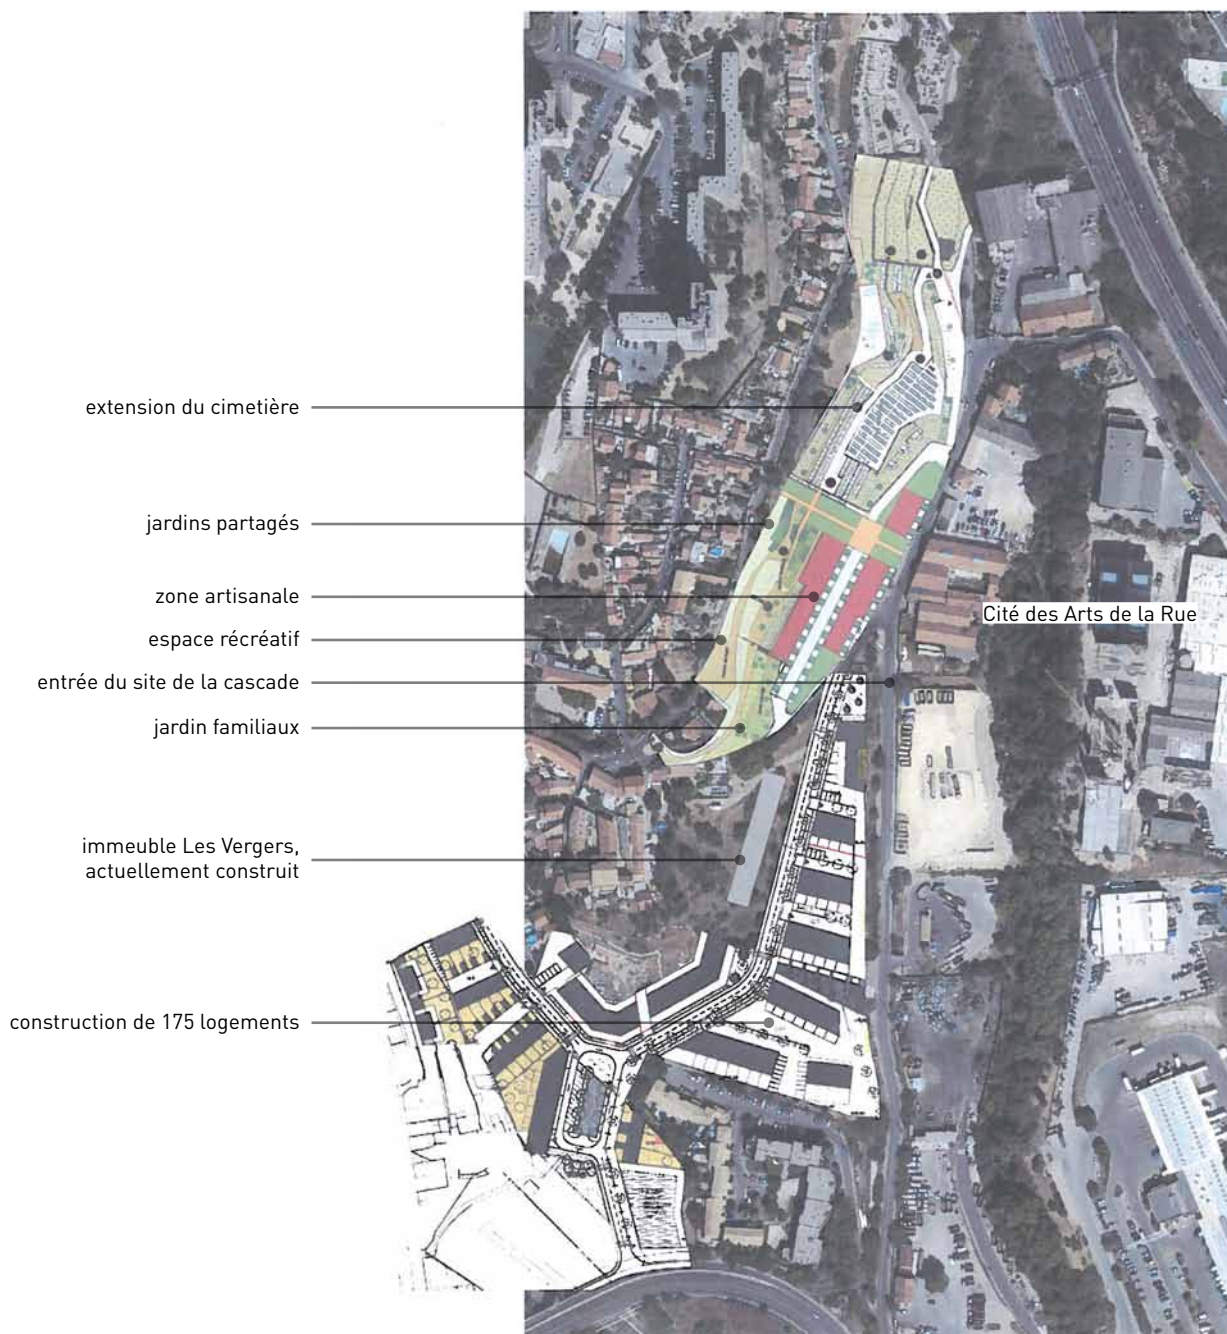 extension du cimetière
jardins partagés
zone artisanale
Cité des Arts de la Rue
espace récréatif
entrée du site de la cascade
jardin familiaux
immeuble Les Vergers,
actuellement construit
construction de 175 logements